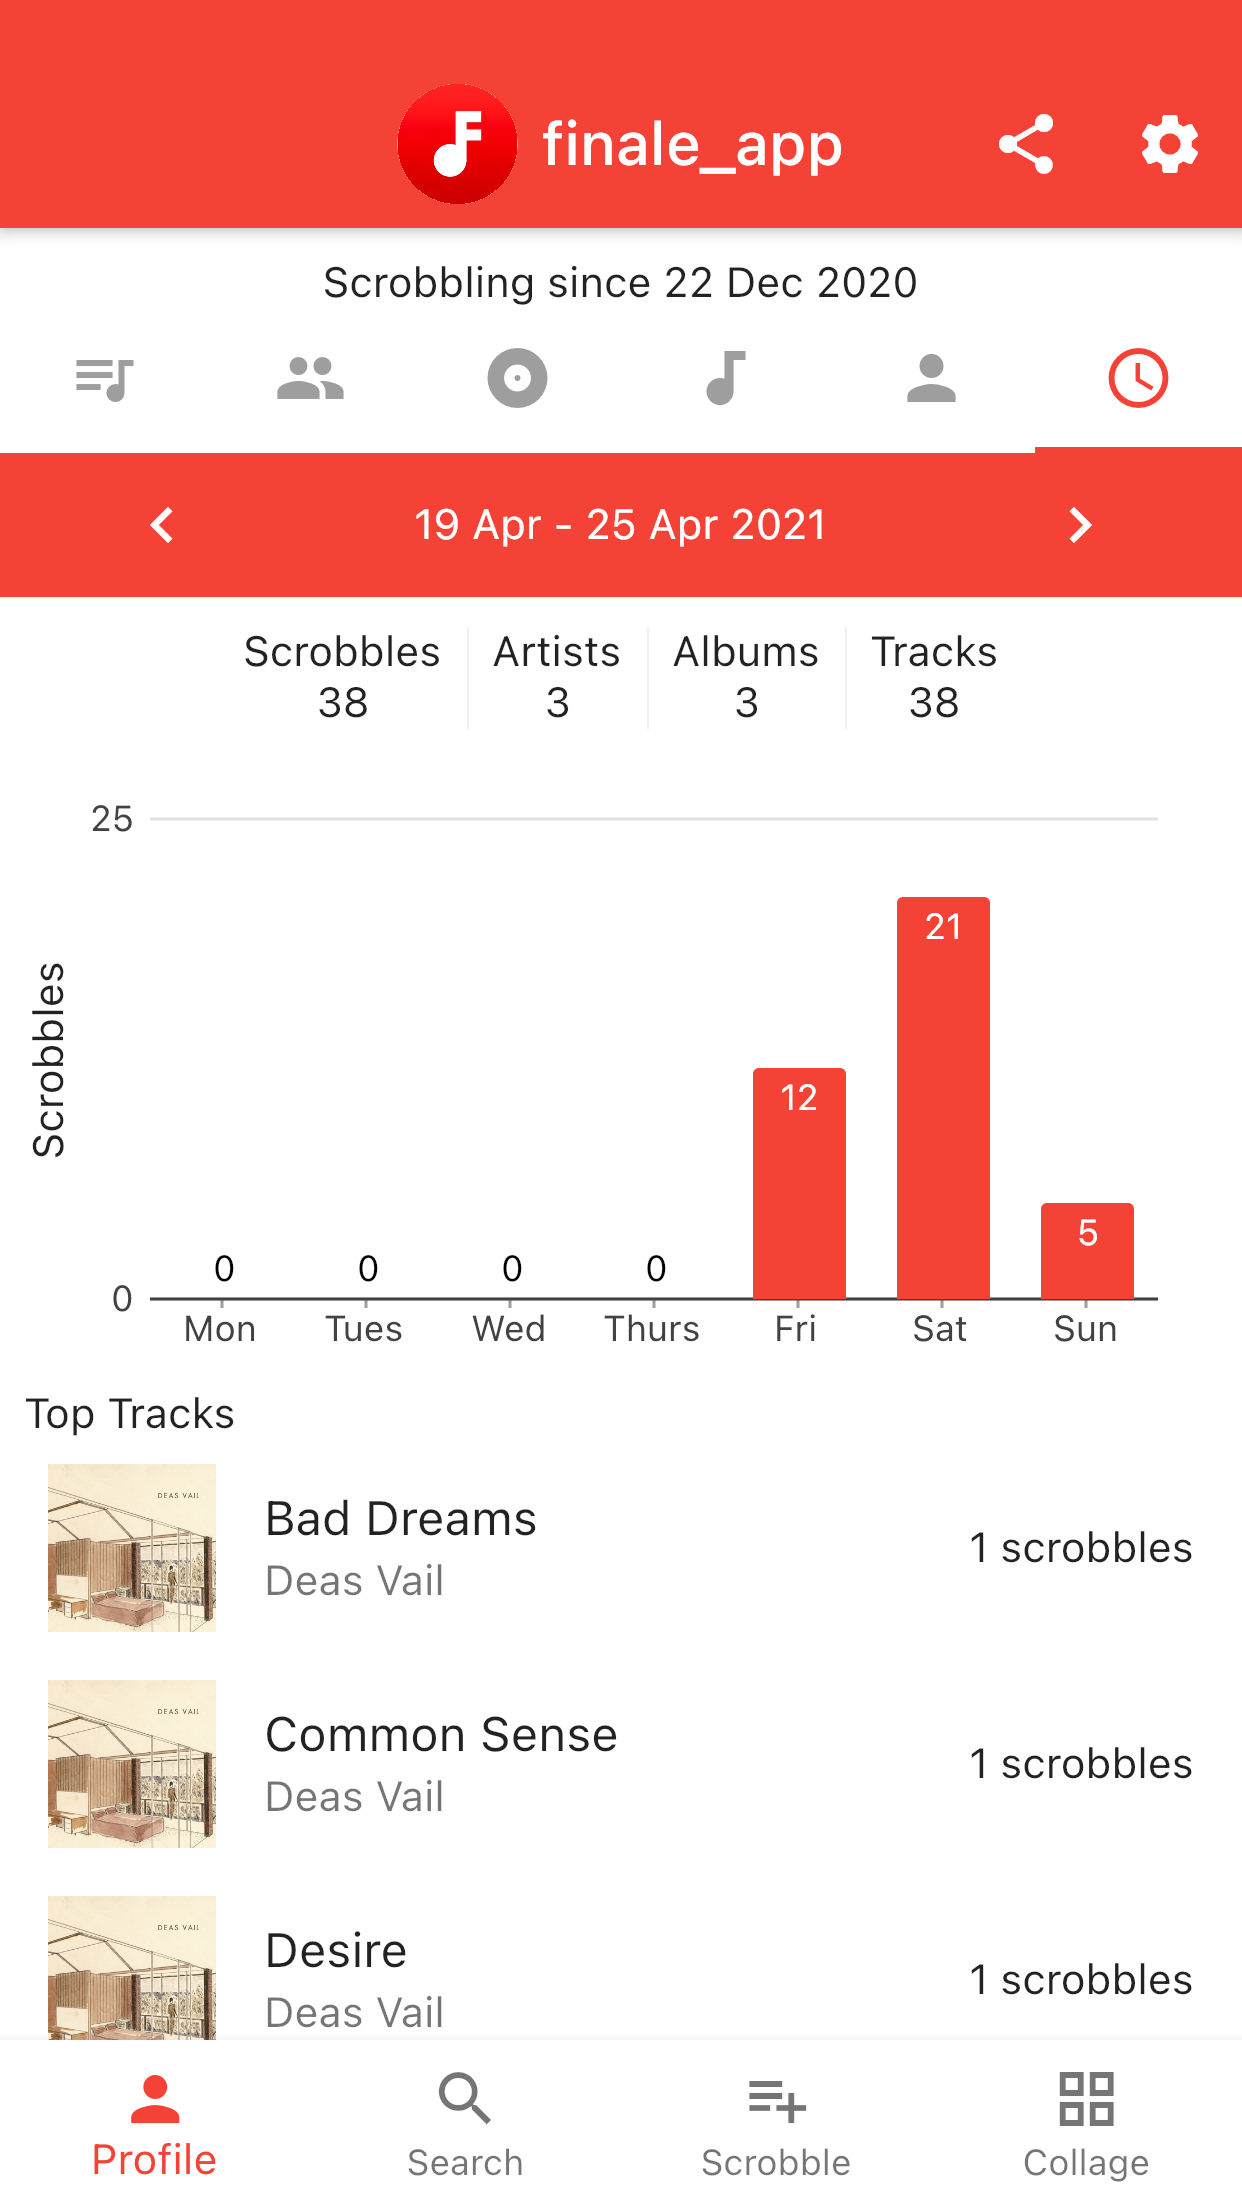 finale_app
Scrobbling since 22 Dec 2020
19 Apr - 25 Apr 2021
Scrobbles Artists Albums Tracks
38 3 3 38
25
Scrobbles
21
12
5
0 0 0 0
0
Mon Tues Wed Thurs Fri Sat Sun
Top Tracks
DEAS VAIL
Bad Dreams
Deas Vail
1 scrobbles
DEAS VAIL
Common Sense
Deas Vail
1 scrobbles
DEAS VAIL
Desire
Deas Vail
1 scrobbles
Profile Search Scrobble Collage